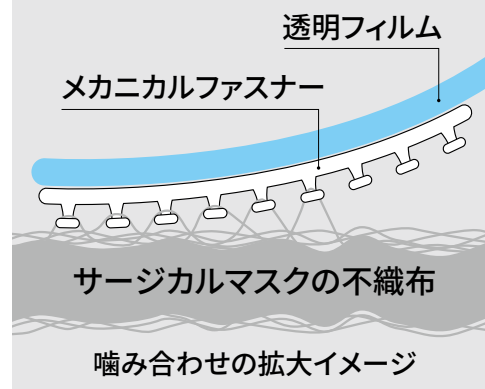 透明フィルム
メカニカルファスナー
サージカルマスクの不織布
噛み合わせの拡大イメージ